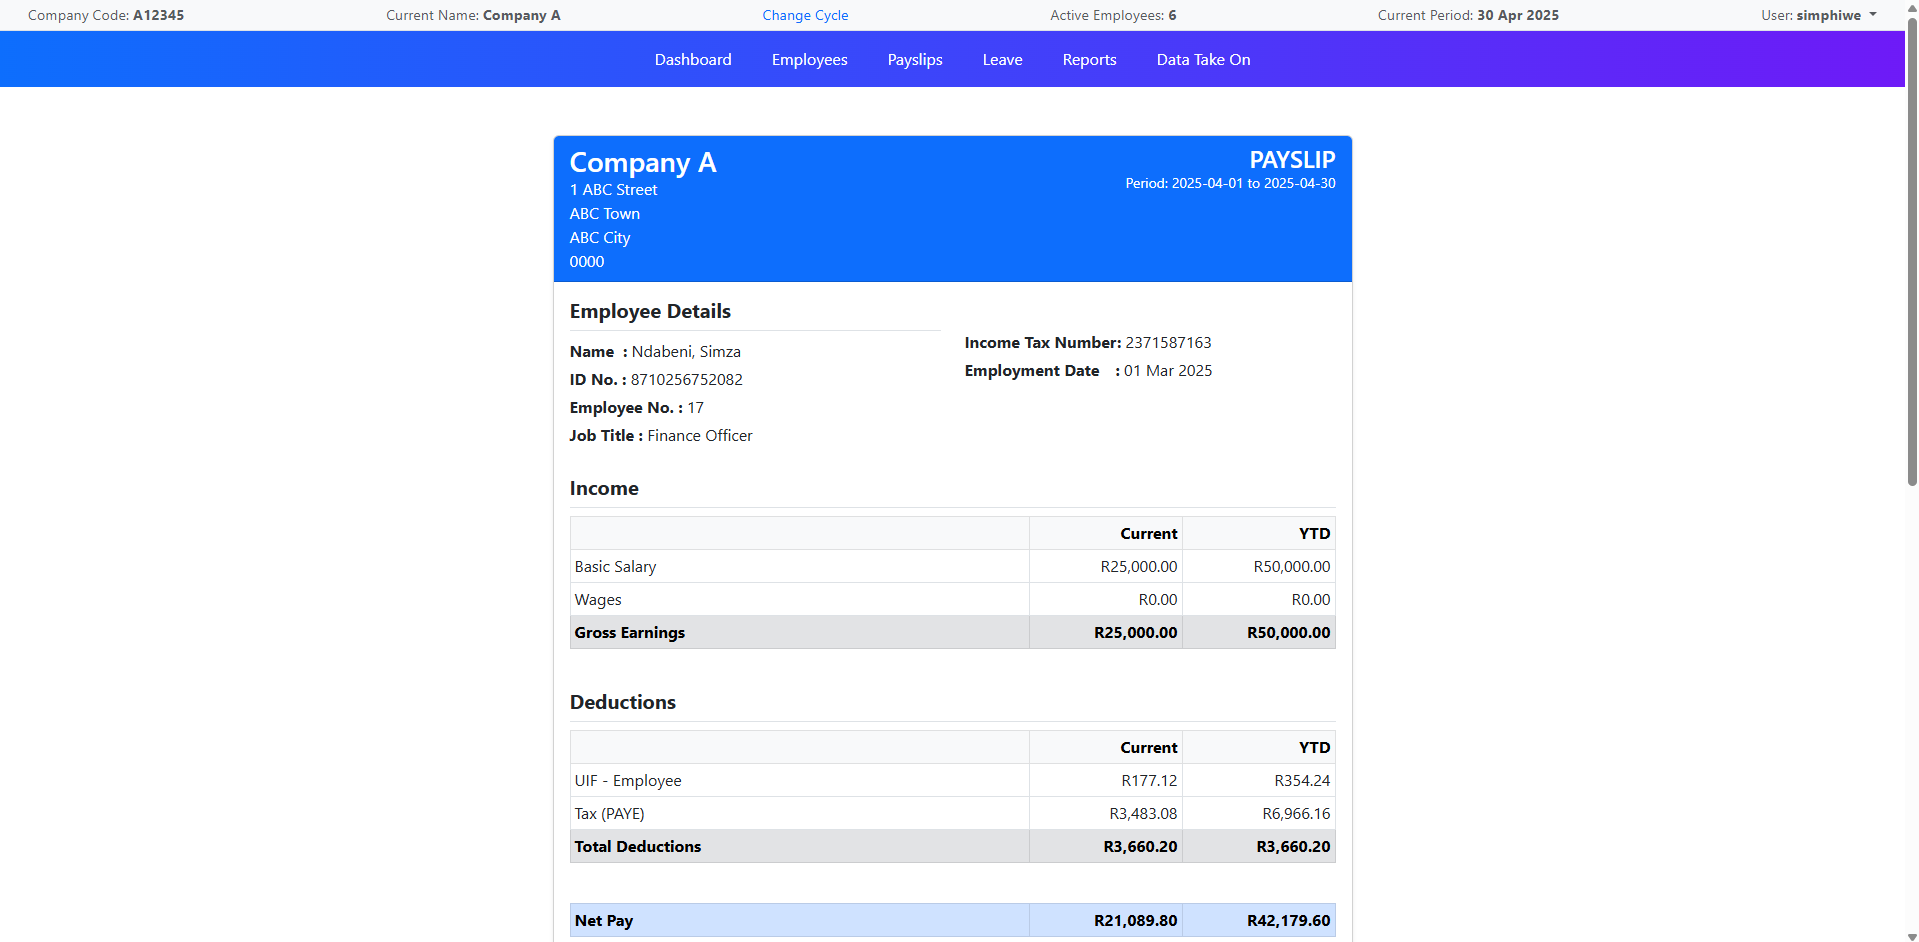 Company Code: A12345 Current Name: Company A Change Cycle Active Employees: 6 Current Period: 30 Apr 2025 User: simphiwe
Dashboard Employees Payslips Leave Reports Data Take On
Company A PAYSLIP
1 ABC Street Period: 2025-04-01 to 2025-04-30
ABC Town
ABC City
0000
Employee Details
Name : Ndabeni, Simza
ID No. : 8710256752082
Employee No. : 17
Job Title : Finance Officer
Income Tax Number: 2371587163
Employment Date : 01 Mar 2025
Income
Current YTD
Basic Salary R25,000.00 R50,000.00
Wages R0.00 R0.00
Gross Earnings R25,000.00 R50,000.00
Deductions
Current YTD
UIF - Employee R177.12 R354.24
Tax (PAYE) R3,483.08 R6,966.16
Total Deductions R3,660.20 R3,660.20
Net Pay R21,089.80 R42,179.60